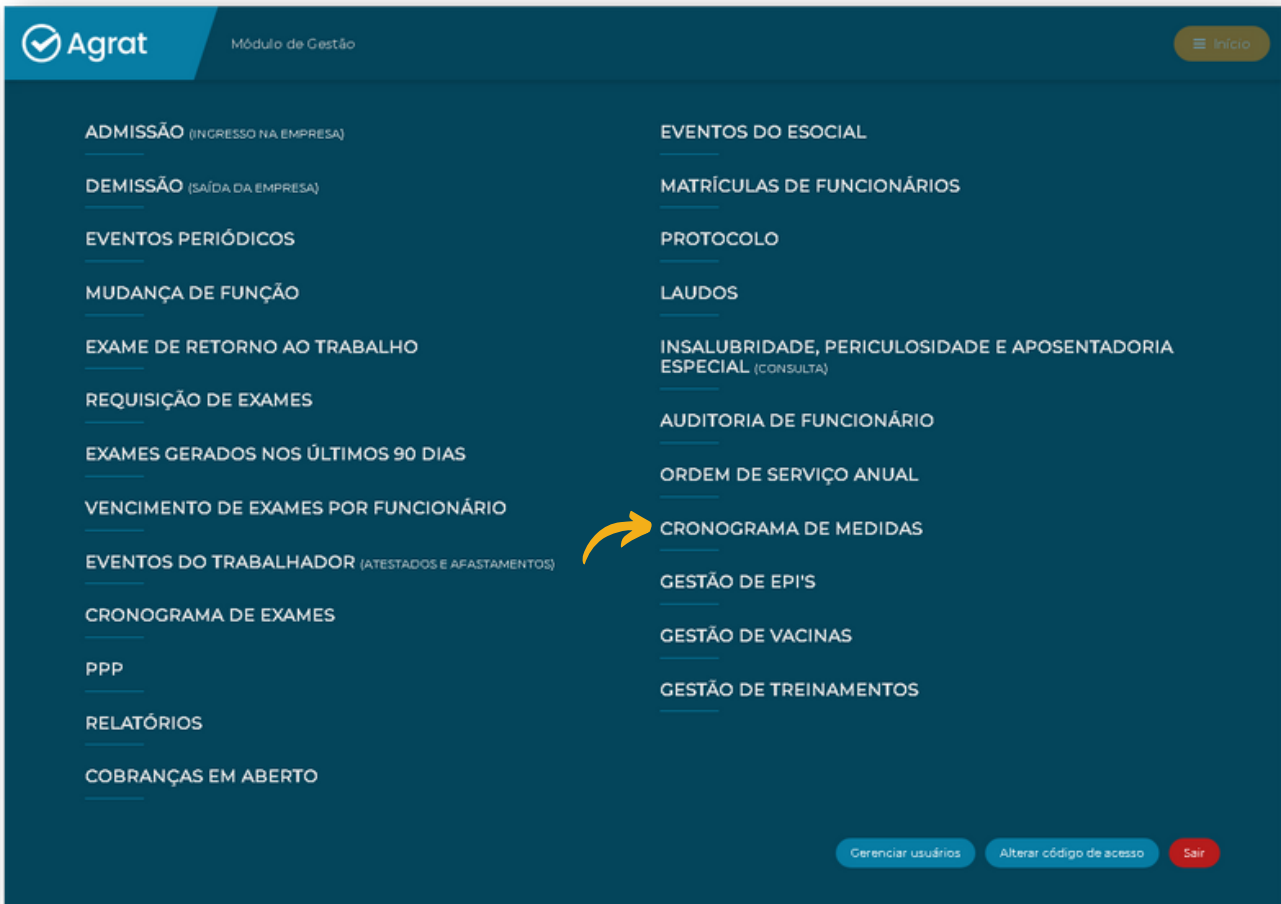 Agrat
Módulo de Gestão
Início
ADMISSÃO (INGRESSO NA EMPRESA)
DEMISSÃO (SAÍDA DA EMPRESA)
EVENTOS PERIÓDICOS
MUDANÇA DE FUNÇÃO
EXAME DE RETORNO AO TRABALHO
REQUISIÇÃO DE EXAMES
EXAMES GERADOS NOS ÚLTIMOS 90 DIAS
VENCIMENTO DE EXAMES POR FUNCIONÁRIO
EVENTOS DO TRABALHADOR (ATESTADOS E AFASTAMENTOS)
CRONOGRAMA DE EXAMES
PPP
RELATÓRIOS
COBRANÇAS EM ABERTO
EVENTOS DO ESOCIAL
MATRÍCULAS DE FUNCIONÁRIOS
PROTOCOLO
LAUDOS
INSALUBRIDADE, PERICULOSIDADE E APOSENTADORIA
ESPECIAL (CONSULTA)
AUDITORIA DE FUNCIONÁRIO
ORDEM DE SERVIÇO ANUAL
CRONOGRAMA DE MEDIDAS
GESTÃO DE EPI'S
GESTÃO DE VACINAS
GESTÃO DE TREINAMENTOS
Gerenciar usuários
Alterar código de acesso
Sair